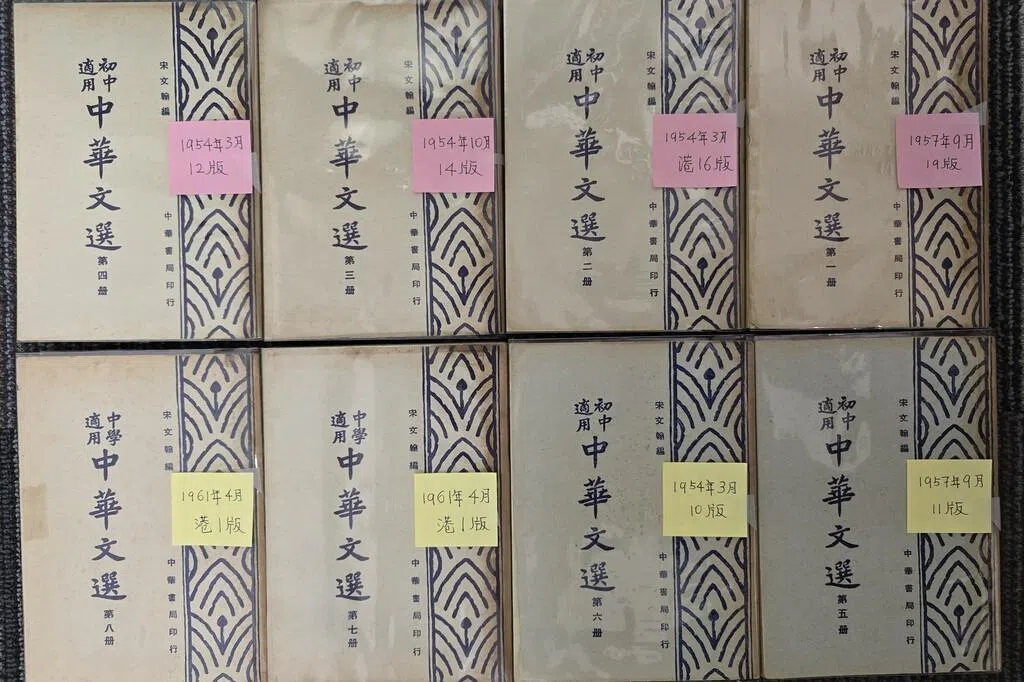 初中適用
中華文選
第一冊
宋文翰編
中華書局印行
1957年9月
19版
初中適用
中華文選
第二冊
宋文翰編
中華書局印行
1954年3月
港16版
初中適用
中華文選
第三冊
宋文翰編
中華書局印行
1954年10月
14版
初中適用
中華文選
第四冊
宋文翰編
中華書局印行
1954年3月
12版
初中適用
中華文選
第五冊
宋文翰編
中華書局印行
1957年9月
11版
初中適用
中華文選
第六冊
宋文翰編
中華書局印行
1954年3月
10版
中學適用
中華文選
第七冊
宋文翰編
中華書局印行
1961年4月
港1版
中學適用
中華文選
第八冊
宋文翰編
中華書局印行
1961年4月
港1版